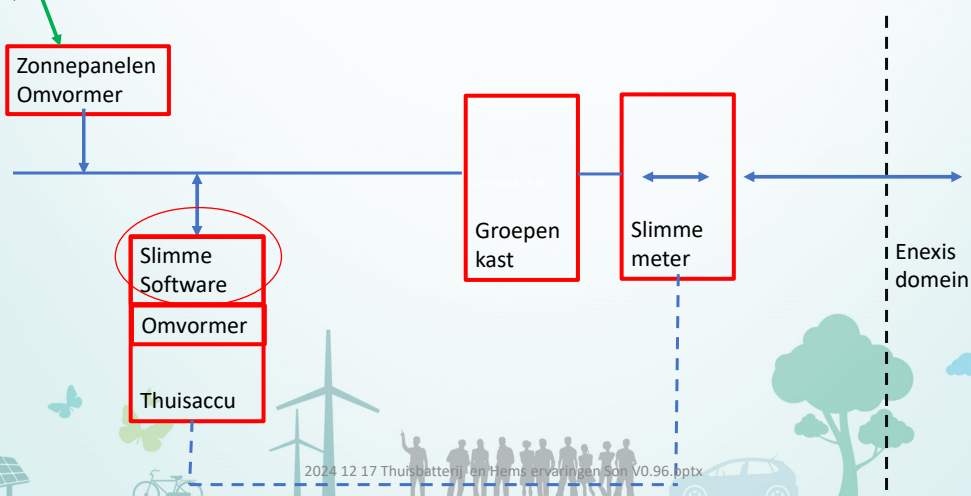 Zonnepanelen
Omvormer
Groepen
kast
Slimme
meter
Enexis
domein
Slimme
Software
Omvormer
Thuisaccu
2024 12 17 Thuisbatterij en Hems ervaringen Son V0.96.pptx